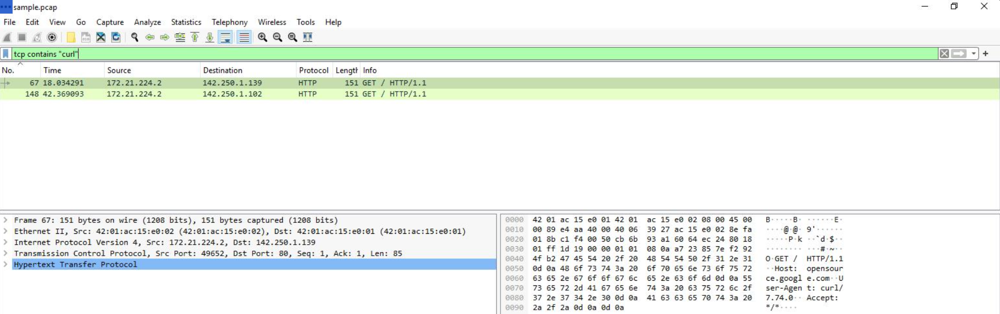 sample.pcap
File Edit View Go Capture Analyze Statistics Telephony Wireless Tools Help
tcp contains "curl"
No. Time Source Destination Protocol Length Info
67 18.034291 172.21.224.2 142.250.1.139 HTTP 151 GET / HTTP/1.1
148 42.369093 172.21.224.2 142.250.1.102 HTTP 151 GET / HTTP/1.1
Frame 67: 151 bytes on wire (1208 bits), 151 bytes captured (1208 bits)
Ethernet II, Src: 42:01:ac:15:e0:02 (42:01:ac:15:e0:02), Dst: 42:01:ac:15:e0:01 (42:01:ac:15:e0:01)
Internet Protocol Version 4, Src: 172.21.224.2, Dst: 142.250.1.139
Transmission Control Protocol, Src Port: 49652, Dst Port: 80, Seq: 1, Ack: 1, Len: 85
Hypertext Transfer Protocol
0000 42 01 ac 15 e0 01 42 01 ac 15 e0 02 08 00 45 00 B·····B· ······E·
0010 00 89 e4 aa 40 00 40 06 39 27 ac 15 e0 02 8e fa ····@·@· 9'······
0020 01 8b c1 f4 00 50 cb 6b 93 a1 60 64 ec 24 80 18 ·····P·k ··`d·$··
0030 01 ff 1d 19 00 00 01 01 08 0a a7 23 85 7e f2 92 ········ ···#·~··
0040 4f b2 47 45 54 20 2f 20 48 54 54 50 2f 31 2e 31 O·GET / HTTP/1.1
0050 0d 0a 48 6f 73 74 3a 20 6f 70 65 6e 73 6f 75 72 ··Host: opensour
0060 63 65 2e 67 6f 6f 67 6c 65 2e 63 6f 6d 0d 0a 55 ce.googl e.com··U
0070 73 65 72 2d 41 67 65 6e 74 3a 20 63 75 72 6c 2f ser-Agen t: curl/
0080 37 2e 37 34 2e 30 0d 0a 41 63 63 65 70 74 3a 20 7.74.0·· Accept:
0090 2a 2f 2a 0d 0a 0d 0a */*····